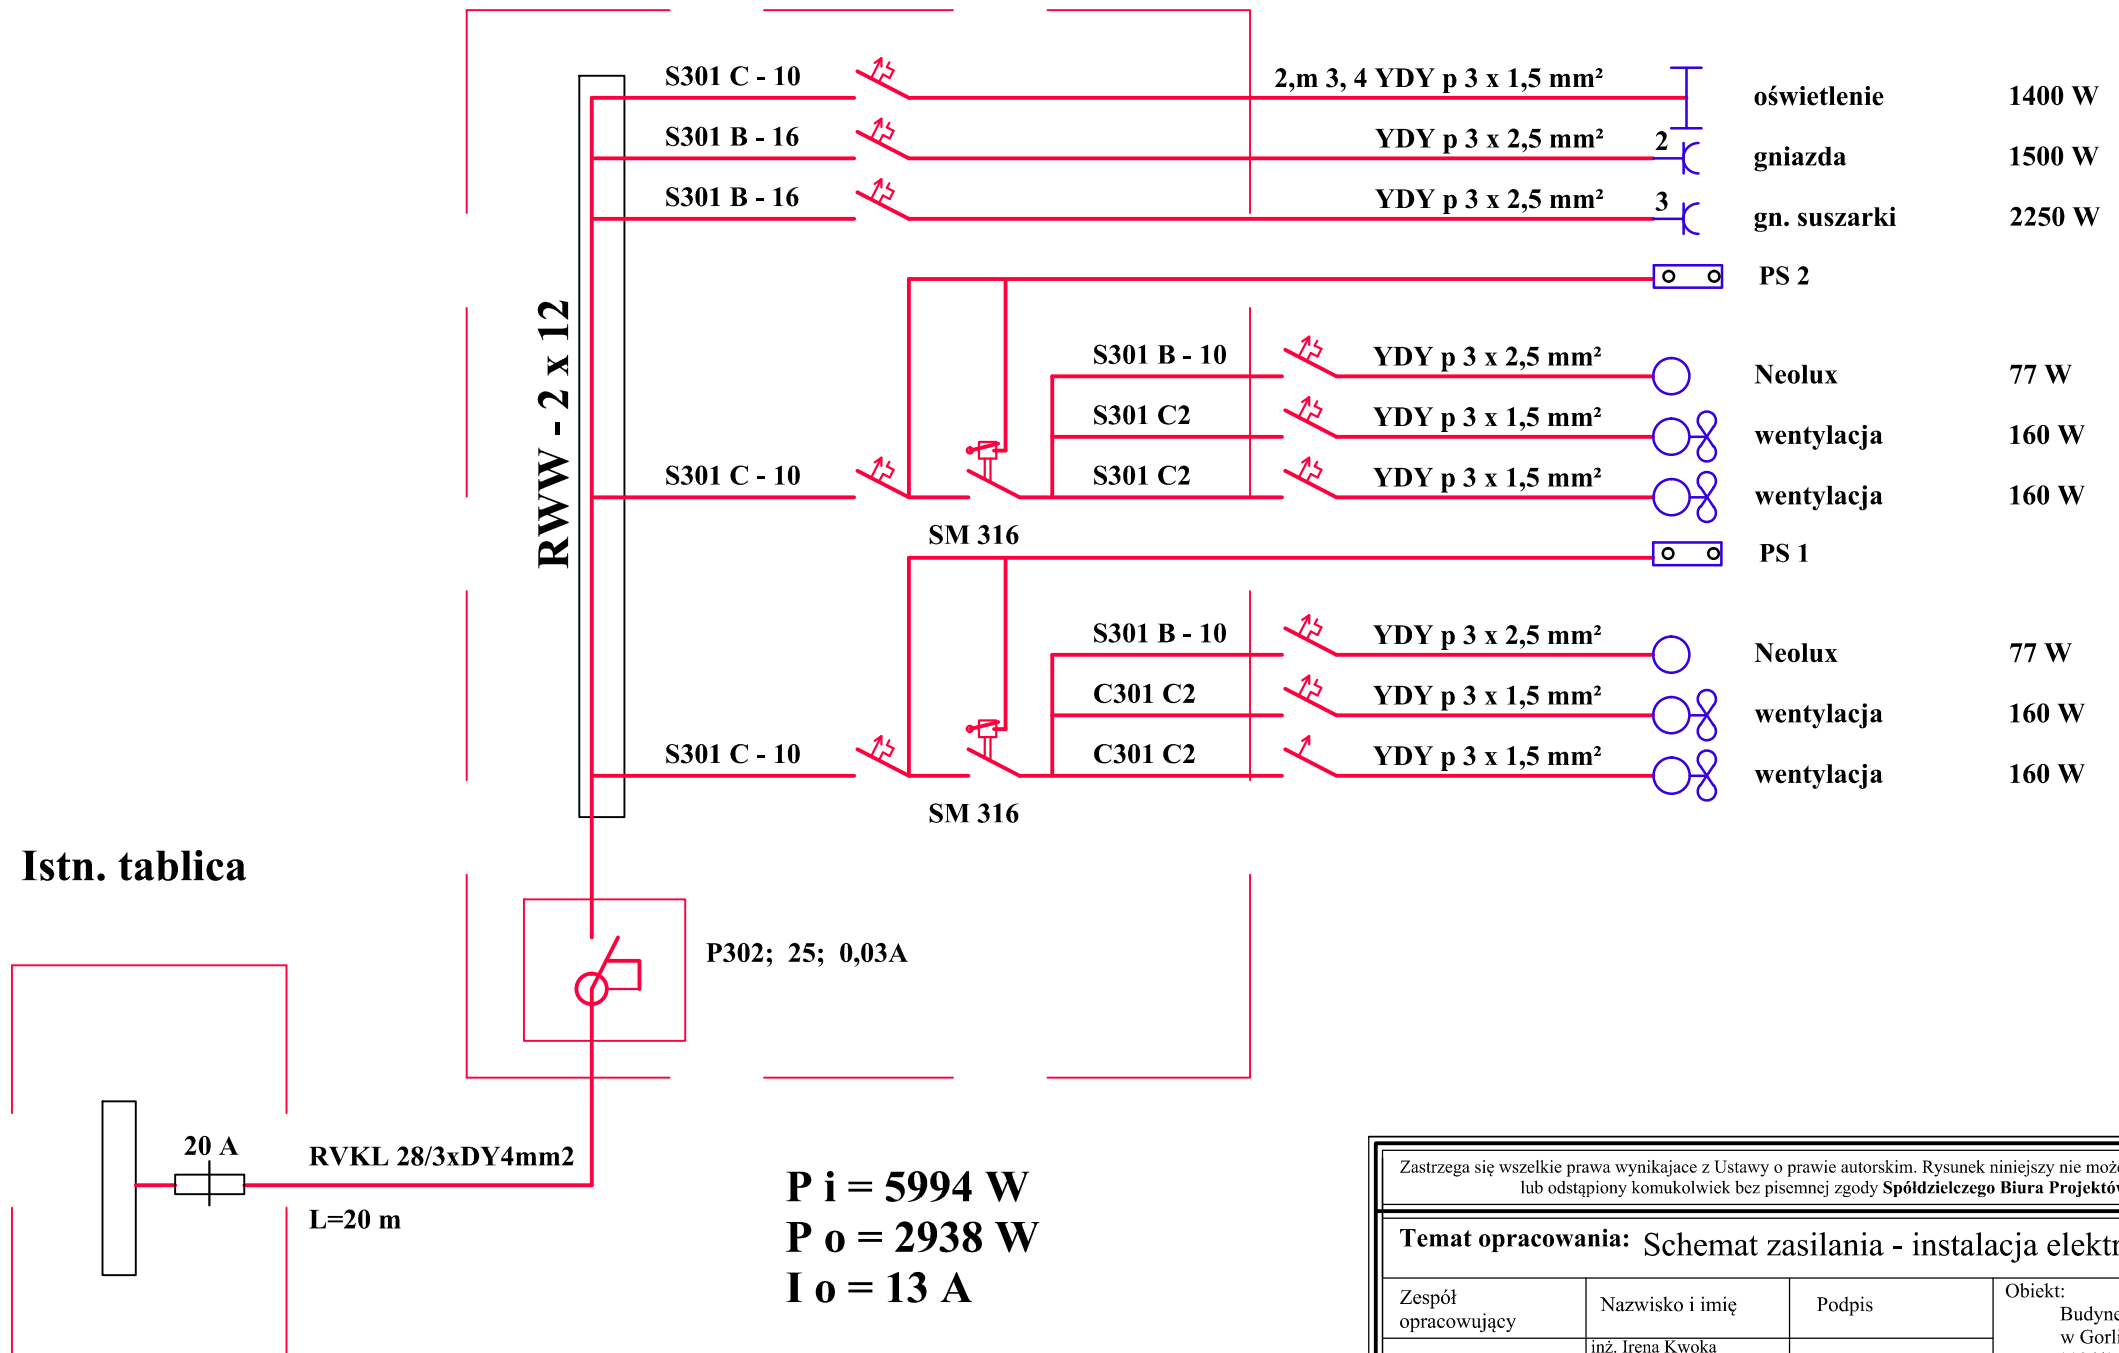 S301 C - 10 2,m 3, 4 YDY p 3 x 1,5 mm² oświetlenie 1400 W
S301 B - 16 YDY p 3 x 2,5 mm² 2 gniazda 1500 W
S301 B - 16 YDY p 3 x 2,5 mm² 3 gn. suszarki 2250 W
PS 2
RWW - 2 x 12
S301 B - 10 YDY p 3 x 2,5 mm² Neolux 77 W
S301 C2 YDY p 3 x 1,5 mm² wentylacja 160 W
S301 C - 10 S301 C2 YDY p 3 x 1,5 mm² wentylacja 160 W
SM 316
PS 1
S301 B - 10 YDY p 3 x 2,5 mm² Neolux 77 W
C301 C2 YDY p 3 x 1,5 mm² wentylacja 160 W
S301 C - 10 C301 C2 YDY p 3 x 1,5 mm² wentylacja 160 W
SM 316
Istn. tablica
P302; 25; 0,03A
20 A
RVKL 28/3xDY4mm2
L=20 m
P i = 5994 W
P o = 2938 W
I o = 13 A
Zastrzega się wszelkie prawa wynikajace z Ustawy o prawie autorskim. Rysunek niniejszy nie może
lub odstąpiony komukolwiek bez pisemnej zgody Spółdzielczego Biura Projektów
Temat opracowania: Schemat zasilania - instalacja elektr
Zespół opracowujący
Nazwisko i imię
Podpis
Obiekt:
Budyne
w Gorli
inż. Irena Kwoka